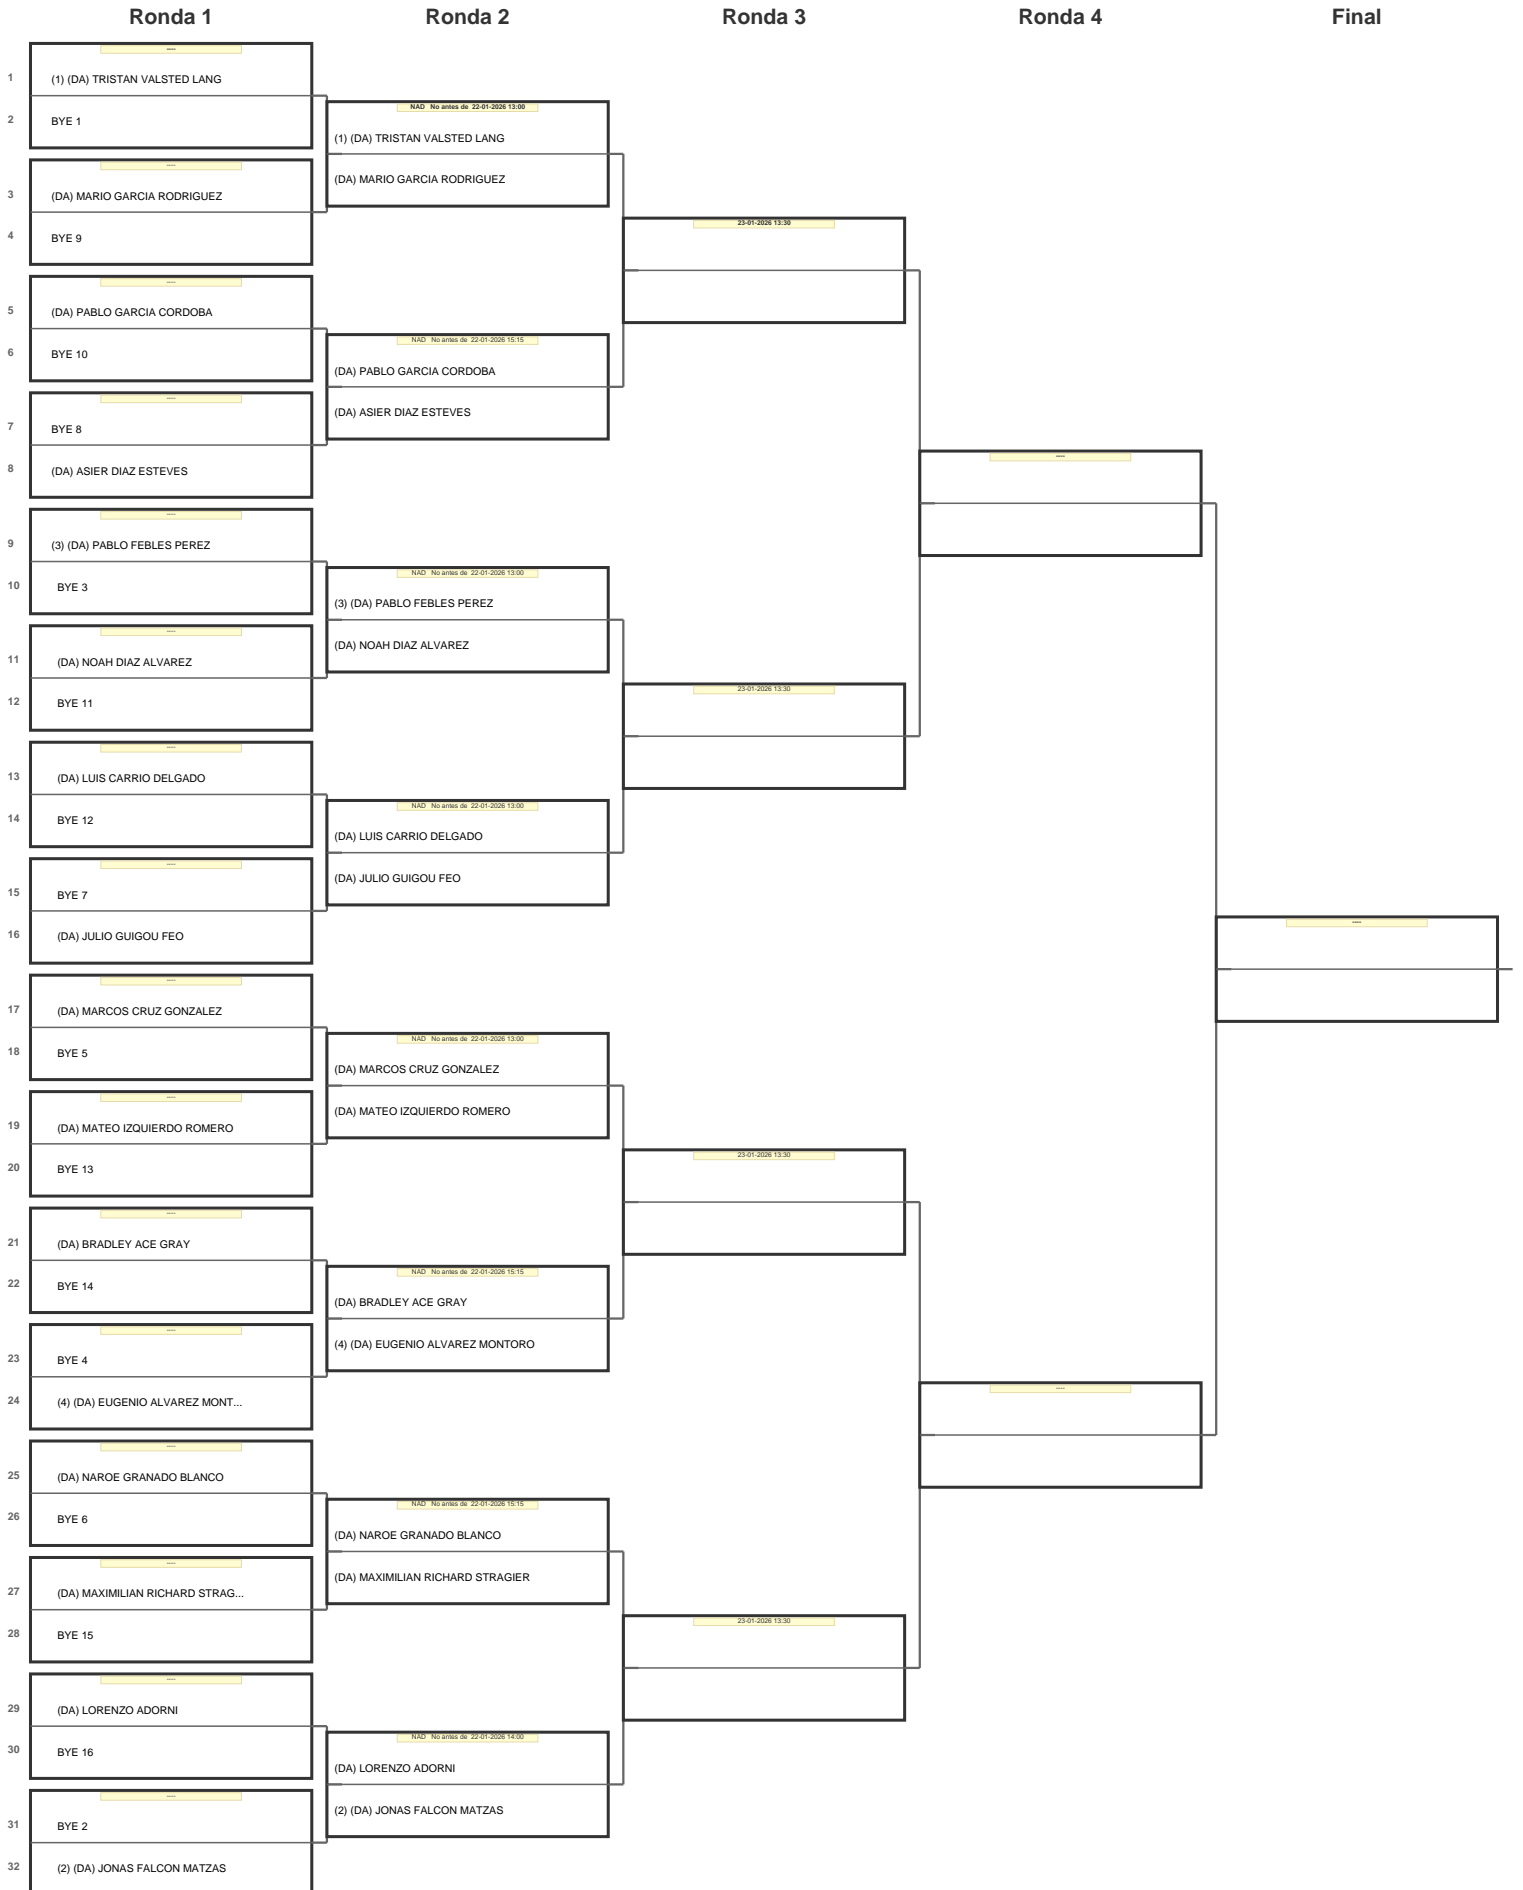 Ronda 1
Ronda 2
Ronda 3
Ronda 4
Final
----
1
(1) (DA) TRISTAN VALSTED LANG
2
BYE 1
----
3
(DA) MARIO GARCIA RODRIGUEZ
4
BYE 9
----
5
(DA) PABLO GARCIA CORDOBA
6
BYE 10
----
7
BYE 8
8
(DA) ASIER DIAZ ESTEVES
----
9
(3) (DA) PABLO FEBLES PEREZ
10
BYE 3
----
11
(DA) NOAH DIAZ ALVAREZ
12
BYE 11
----
13
(DA) LUIS CARRIO DELGADO
14
BYE 12
----
15
BYE 7
16
(DA) JULIO GUIGOU FEO
----
17
(DA) MARCOS CRUZ GONZALEZ
18
BYE 5
----
19
(DA) MATEO IZQUIERDO ROMERO
20
BYE 13
----
21
(DA) BRADLEY ACE GRAY
22
BYE 14
----
23
BYE 4
24
(4) (DA) EUGENIO ALVAREZ MONT...
----
25
(DA) NAROE GRANADO BLANCO
26
BYE 6
----
27
(DA) MAXIMILIAN RICHARD STRAG...
28
BYE 15
----
29
(DA) LORENZO ADORNI
30
BYE 16
----
31
BYE 2
32
(2) (DA) JONAS FALCON MATZAS
NAD No antes de 22-01-2026 13:00
(1) (DA) TRISTAN VALSTED LANG
(DA) MARIO GARCIA RODRIGUEZ
NAD No antes de 22-01-2026 15:15
(DA) PABLO GARCIA CORDOBA
(DA) ASIER DIAZ ESTEVES
NAD No antes de 22-01-2026 13:00
(3) (DA) PABLO FEBLES PEREZ
(DA) NOAH DIAZ ALVAREZ
NAD No antes de 22-01-2026 13:00
(DA) LUIS CARRIO DELGADO
(DA) JULIO GUIGOU FEO
NAD No antes de 22-01-2026 13:00
(DA) MARCOS CRUZ GONZALEZ
(DA) MATEO IZQUIERDO ROMERO
NAD No antes de 22-01-2026 15:15
(DA) BRADLEY ACE GRAY
(4) (DA) EUGENIO ALVAREZ MONTORO
NAD No antes de 22-01-2026 15:15
(DA) NAROE GRANADO BLANCO
(DA) MAXIMILIAN RICHARD STRAGIER
NAD No antes de 22-01-2026 14:00
(DA) LORENZO ADORNI
(2) (DA) JONAS FALCON MATZAS
23-01-2026 13:30
23-01-2026 13:30
23-01-2026 13:30
23-01-2026 13:30
----
----
----